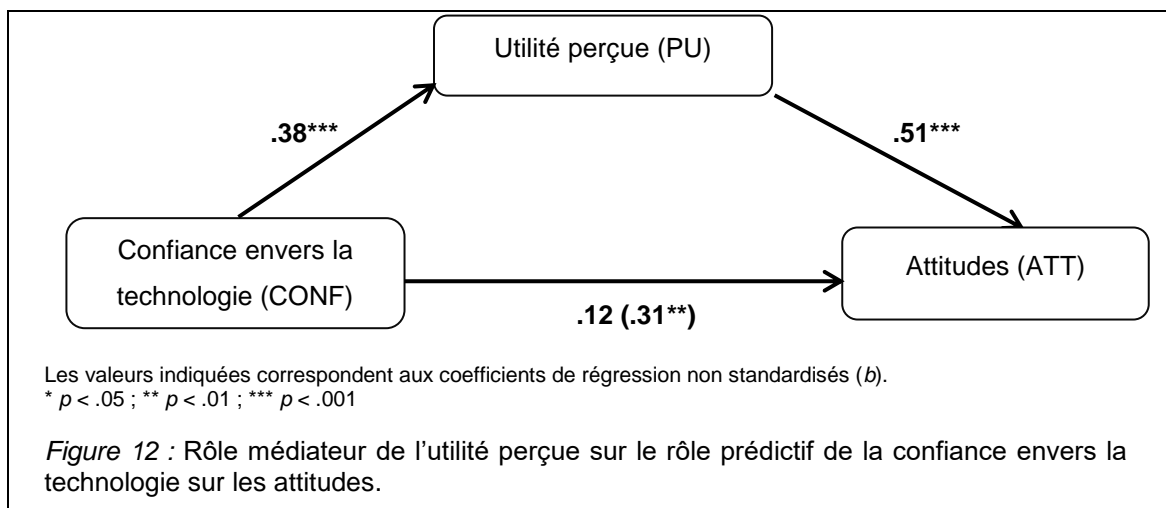 Utilité perçue (PU)
.38***
.51***
Confiance envers la
technologie (CONF)
Attitudes (ATT)
.12 (.31**)
Les valeurs indiquées correspondent aux coefficients de régression non standardisés (b).
* p < .05 ; ** p < .01 ; *** p < .001
Figure 12 : Rôle médiateur de l’utilité perçue sur le rôle prédictif de la confiance envers la
technologie sur les attitudes.